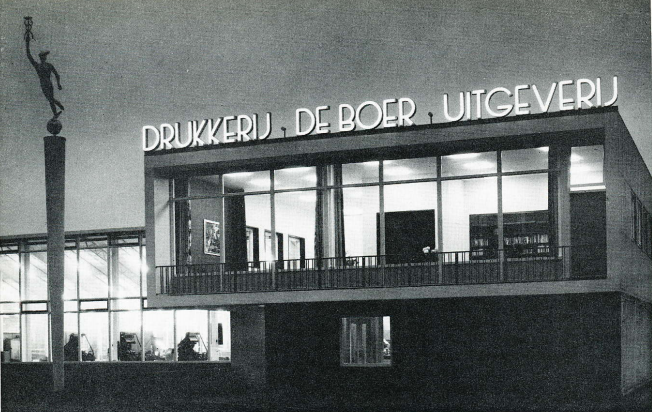 DRUKKERIJ . DE BOER . UITGEVERIJ